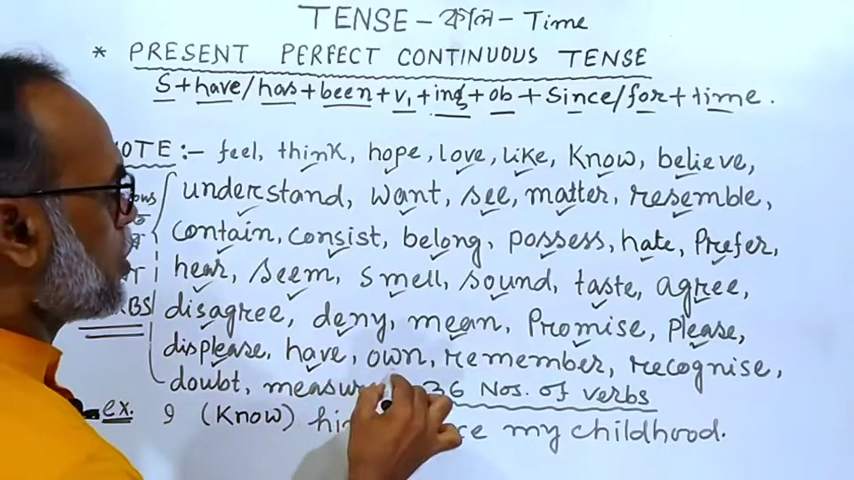 TENSE – কাল – Time
* PRESENT PERFECT CONTINUOUS TENSE
S+have/has+been+v₁+ing+ob+Since/for+time.
NOTE:– feel, think, hope, love, like, know, believe,
understand, want, see, matter, resemble,
contain, consist, belong, possess, hate, Prefer,
hear, seem, smell, sound, taste, agree,
disagree, deny, mean, Promise, please,
displease, have, own, remember, recognise,
doubt, 36 Nos. of verbs
ex. I (Know) my childhood.